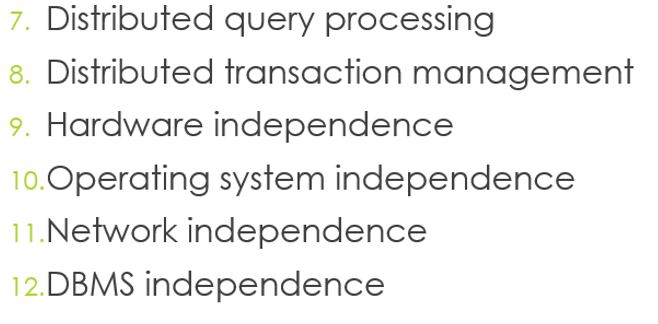 7. Distributed query processing
8. Distributed transaction management
9. Hardware independence
10.Operating system independence
11.Network independence
12.DBMS independence